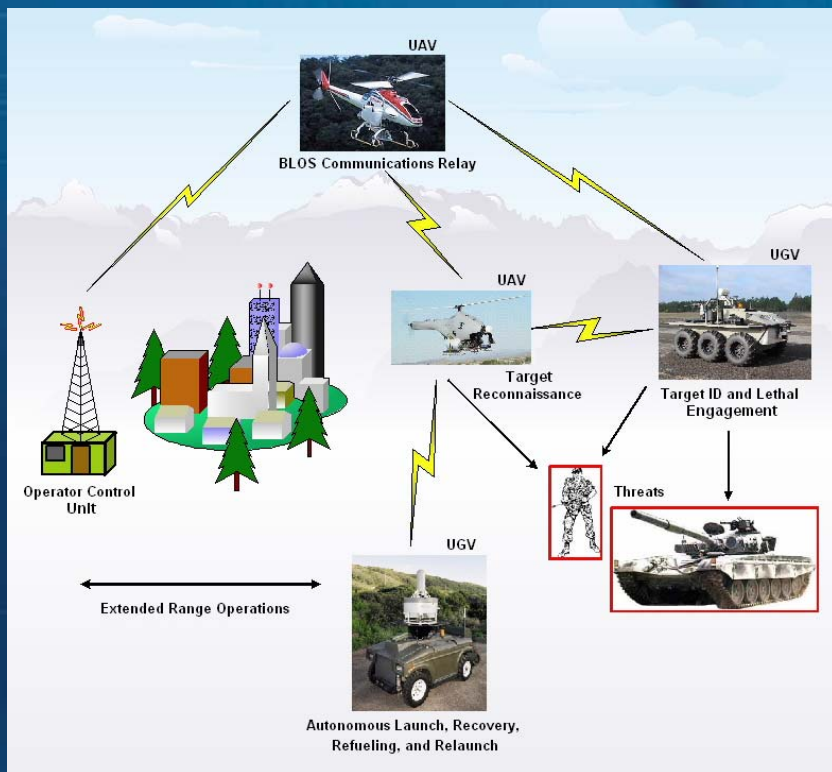 UAV
BLOS Communications Relay
UAV
Target
Reconnaissance
UGV
Target ID and Lethal
Engagement
Operator Control
Unit
Threats
Extended Range Operations
UGV
Autonomous Launch, Recovery,
Refueling, and Relaunch